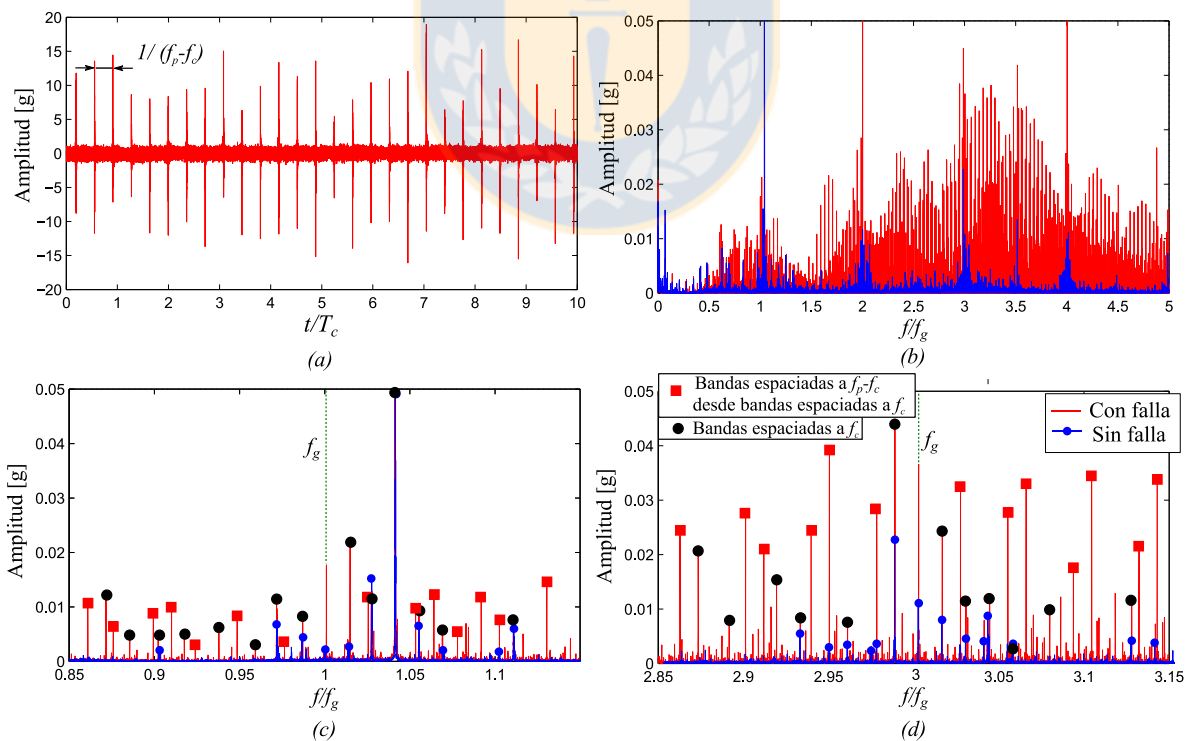 20
15
10
5
0
−5
−10
−15
−20
Amplitud [g]
1/ (fp-fc)
0 1 2 3 4 5 6 7 8 9 10
t/Tc
(a)
0.05
0.04
0.03
0.02
0.01
0
Amplitud [g]
0 0.5 1 1.5 2 2.5 3 3.5 4 4.5 5
f/fg
(b)
0.05
0.04
0.03
0.02
0.01
0
Amplitud [g]
fg
0.85 0.9 0.95 1 1.05 1.1
f/fg
(c)
Bandas espaciadas a fp-fc
desde bandas espaciadas a fc
Bandas espaciadas a fc
Con falla
Sin falla
0.05
0.04
0.03
0.02
0.01
0
Amplitud [g]
fg
2.85 2.9 2.95 3 3.05 3.1 3.15
f/fg
(d)